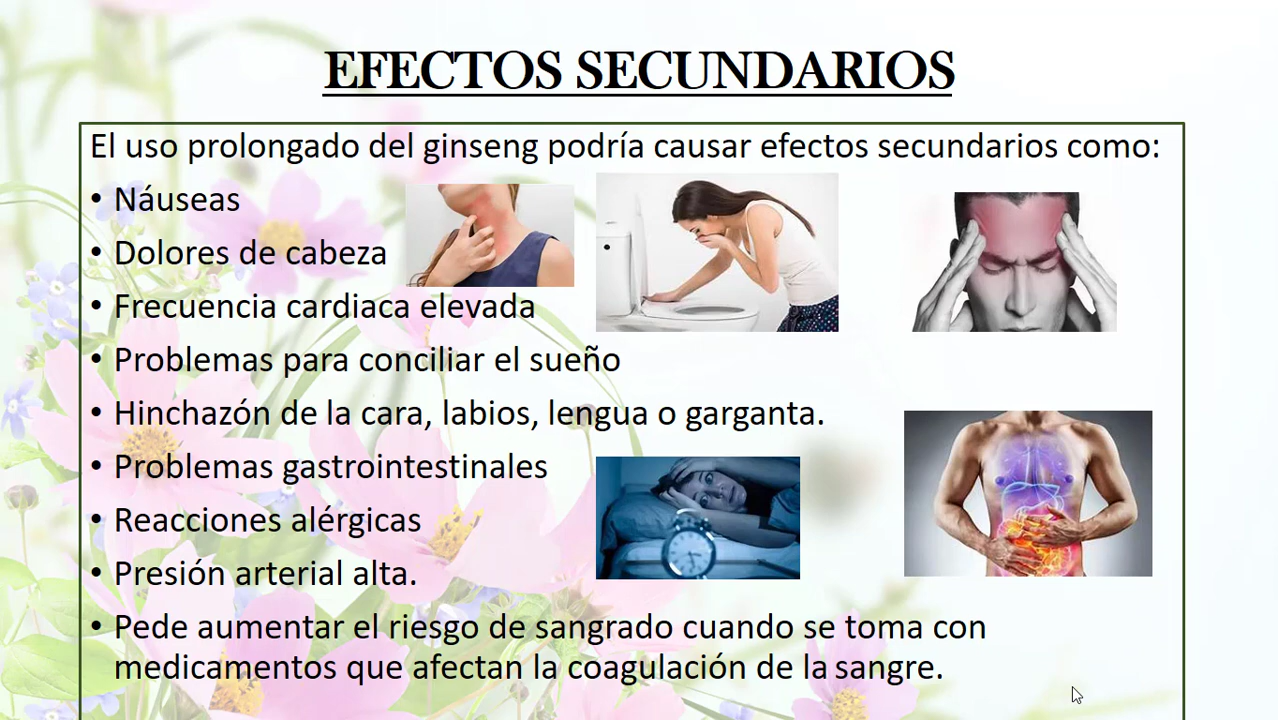 EFECTOS SECUNDARIOS
El uso prolongado del ginseng podría causar efectos secundarios como:
• Náuseas
• Dolores de cabeza
• Frecuencia cardiaca elevada
• Problemas para conciliar el sueño
• Hinchazón de la cara, labios, lengua o garganta.
• Problemas gastrointestinales
• Reacciones alérgicas
• Presión arterial alta.
• Pede aumentar el riesgo de sangrado cuando se toma con
medicamentos que afectan la coagulación de la sangre.